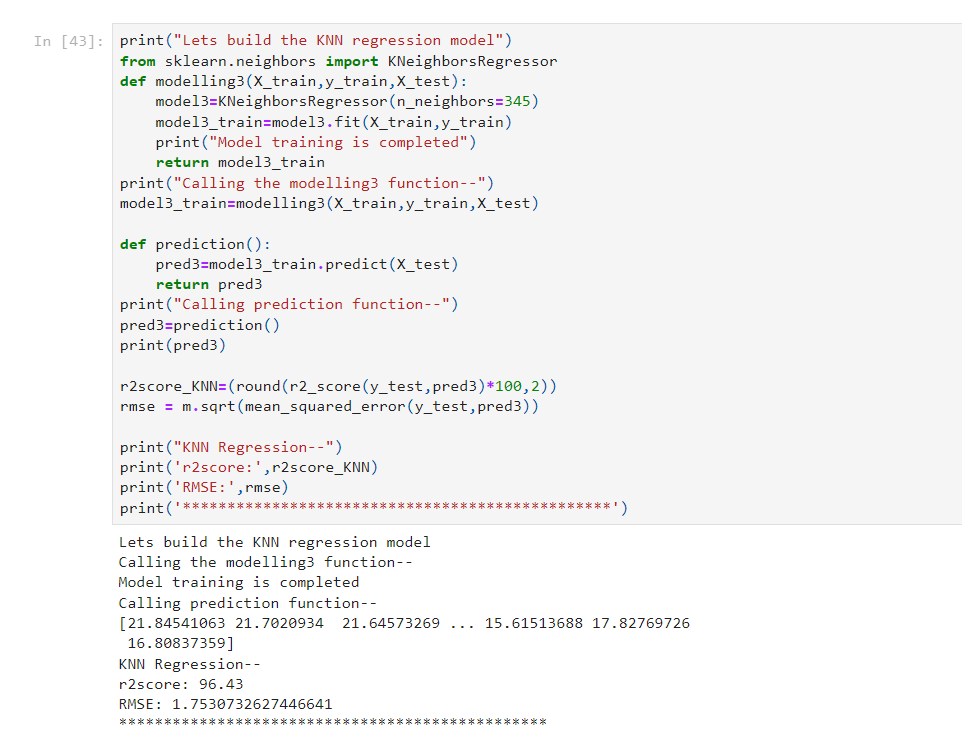 In [43]:
print("Lets build the KNN regression model")
from sklearn.neighbors import KNeighborsRegressor
def modelling3(X_train,y_train,X_test):
    model3=KNeighborsRegressor(n_neighbors=345)
    model3_train=model3.fit(X_train,y_train)
    print("Model training is completed")
    return model3_train
print("Calling the modelling3 function--")
model3_train=modelling3(X_train,y_train,X_test)

def prediction():
    pred3=model3_train.predict(X_test)
    return pred3
print("Calling prediction function--")
pred3=prediction()
print(pred3)

r2score_KNN=(round(r2_score(y_test,pred3)*100,2))
rmse = m.sqrt(mean_squared_error(y_test,pred3))

print("KNN Regression--")
print('r2score:',r2score_KNN)
print('RMSE:',rmse)
print('************************************************')
Lets build the KNN regression model
Calling the modelling3 function--
Model training is completed
Calling prediction function--
[21.84541063 21.7020934  21.64573269 ... 15.61513688 17.82769726
 16.80837359]
KNN Regression--
r2score: 96.43
RMSE: 1.7530732627446641
************************************************